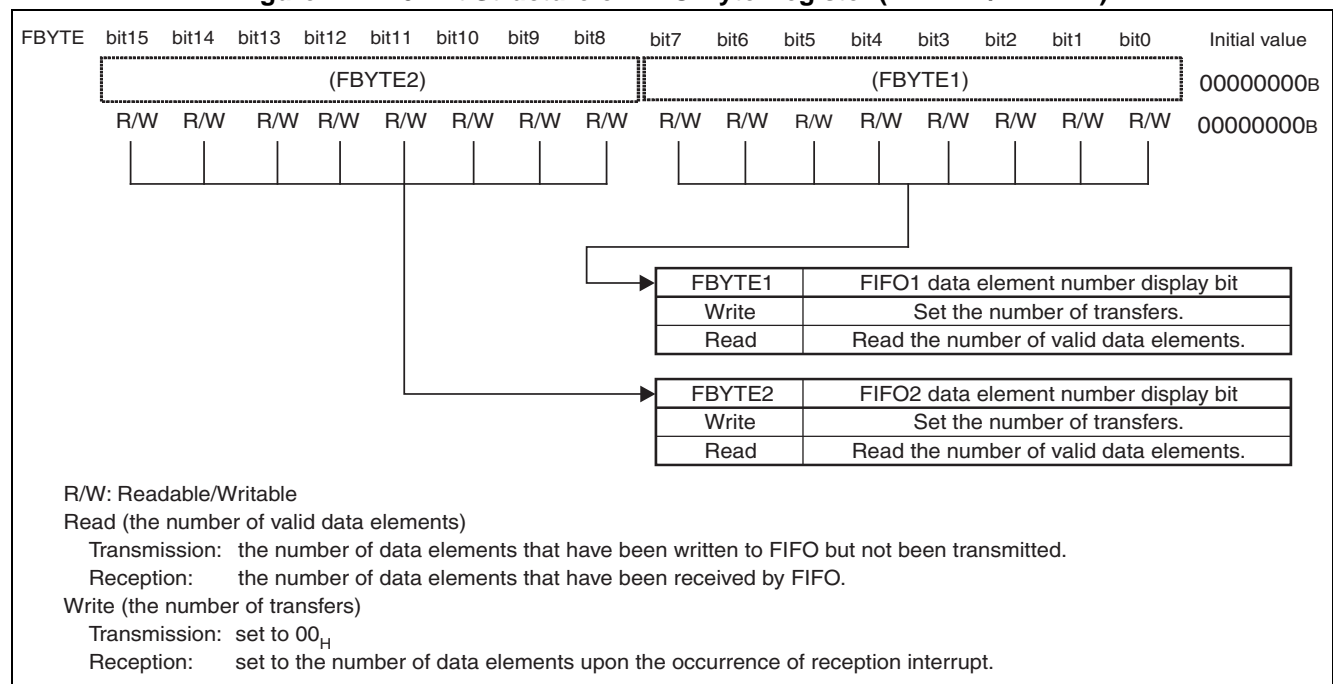 FBYTE bit15 bit14 bit13 bit12 bit11 bit10 bit9 bit8 bit7 bit6 bit5 bit4 bit3 bit2 bit1 bit0 Initial value
(FBYTE2) (FBYTE1) 00000000B
R/W R/W R/W R/W R/W R/W R/W R/W R/W R/W R/W R/W R/W R/W R/W R/W 00000000B
FBYTE1 FIFO1 data element number display bit
Write Set the number of transfers.
Read Read the number of valid data elements.
FBYTE2 FIFO2 data element number display bit
Write Set the number of transfers.
Read Read the number of valid data elements.
R/W: Readable/Writable
Read (the number of valid data elements)
Transmission: the number of data elements that have been written to FIFO but not been transmitted.
Reception: the number of data elements that have been received by FIFO.
Write (the number of transfers)
Transmission: set to 00H
Reception: set to the number of data elements upon the occurrence of reception interrupt.